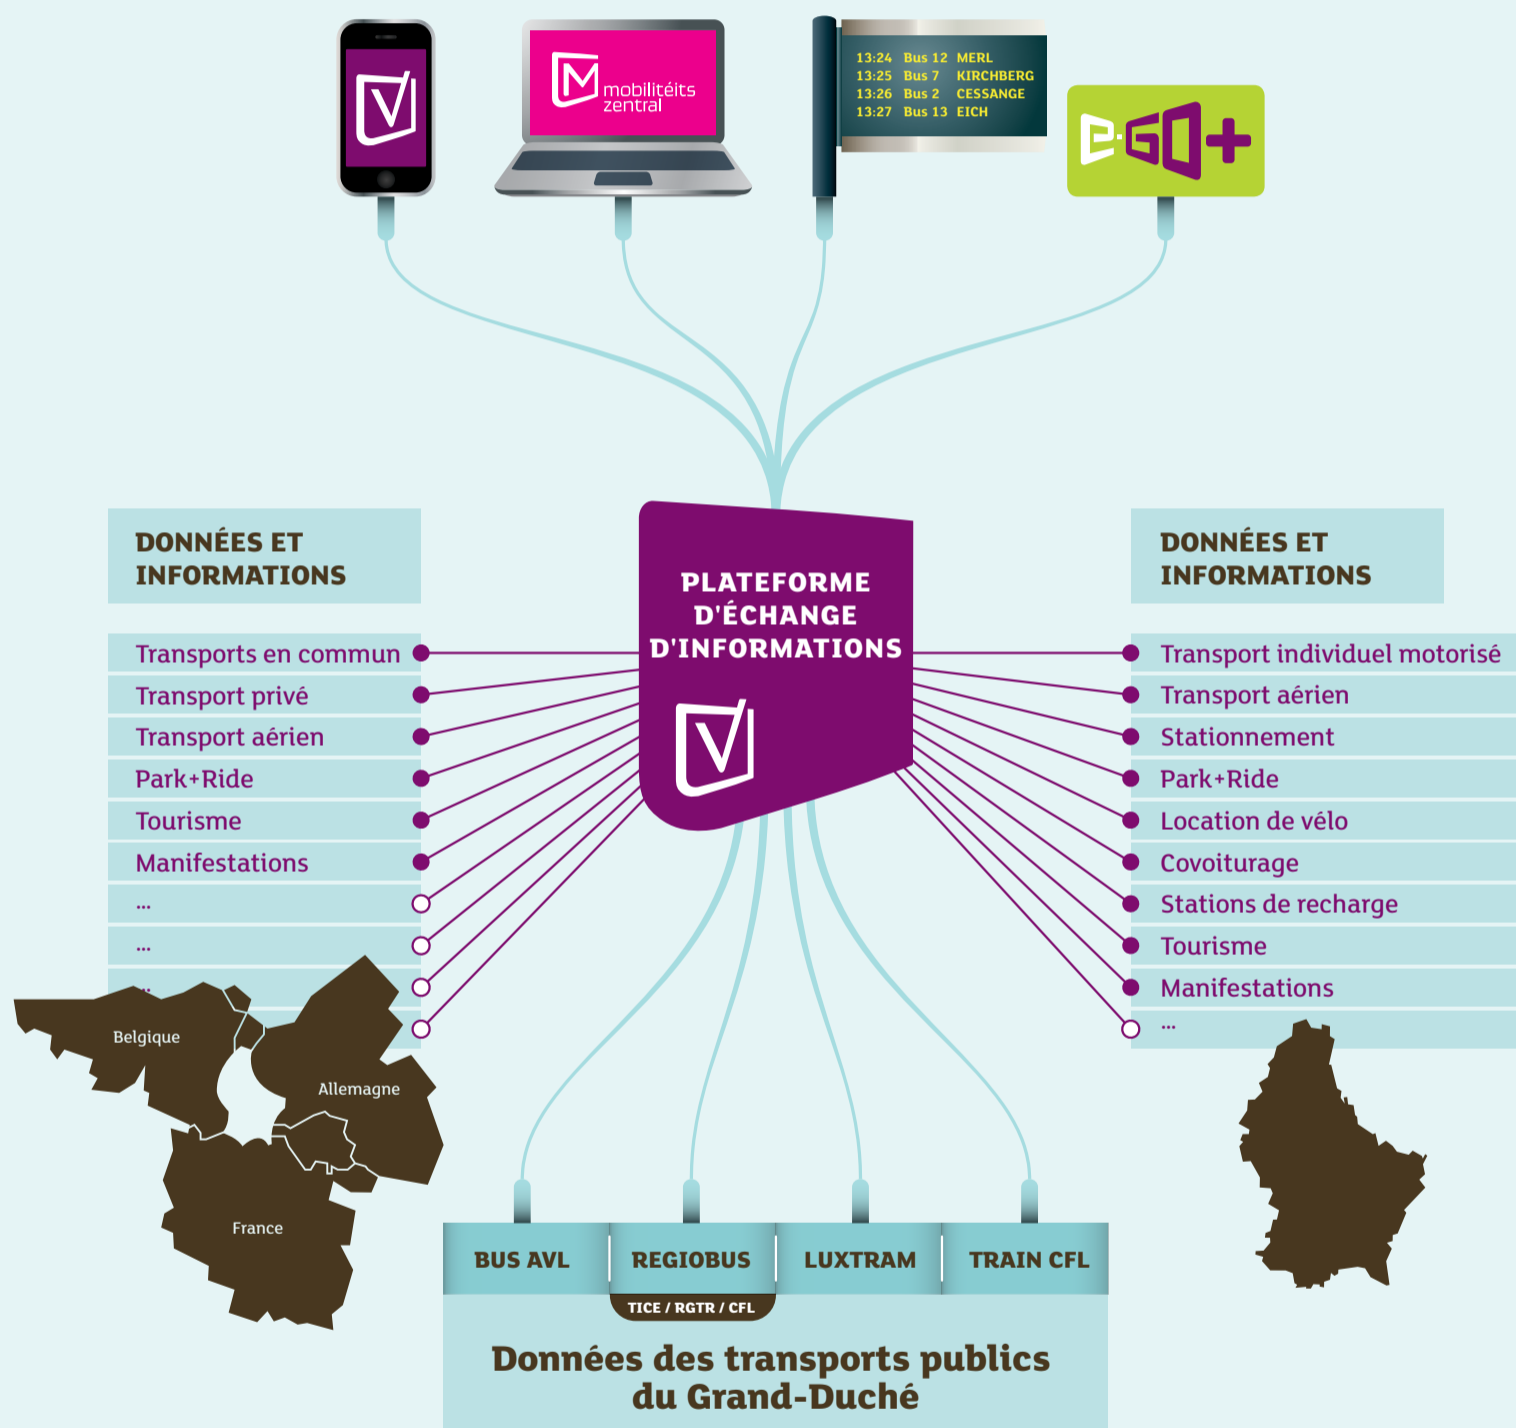 mobilitéits
zentral
13:24 Bus 12 MERL
13:25 Bus 7 KIRCHBERG
13:26 Bus 2 CESSANGE
13:27 Bus 13 EICH
e·GO+
DONNÉES ET
INFORMATIONS
Transports en commun
Transport privé
Transport aérien
Park+Ride
Tourisme
Manifestations
...
...
...
PLATEFORME
D'ÉCHANGE
D'INFORMATIONS
DONNÉES ET
INFORMATIONS
Transport individuel motorisé
Transport aérien
Stationnement
Park+Ride
Location de vélo
Covoiturage
Stations de recharge
Tourisme
Manifestations
...
Belgique
Allemagne
France
BUS AVL
REGIOBUS
LUXTRAM
TRAIN CFL
TICE / RGTR / CFL
Données des transports publics
du Grand-Duché